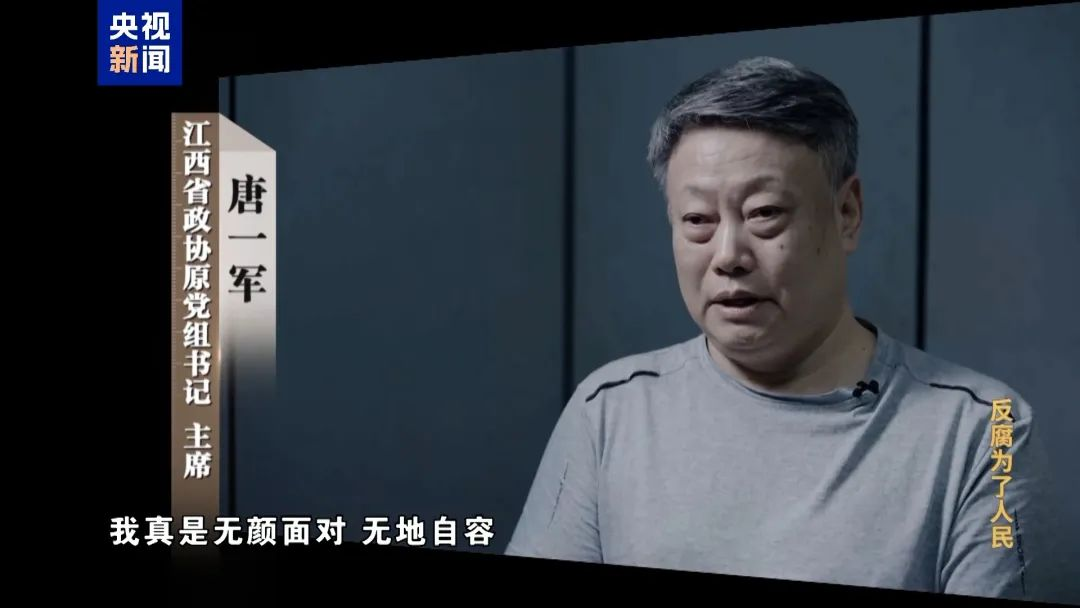 央视
新闻
江西省政协原党组书记 主席
唐一军
反腐为了人民
我真是无颜面对 无地自容